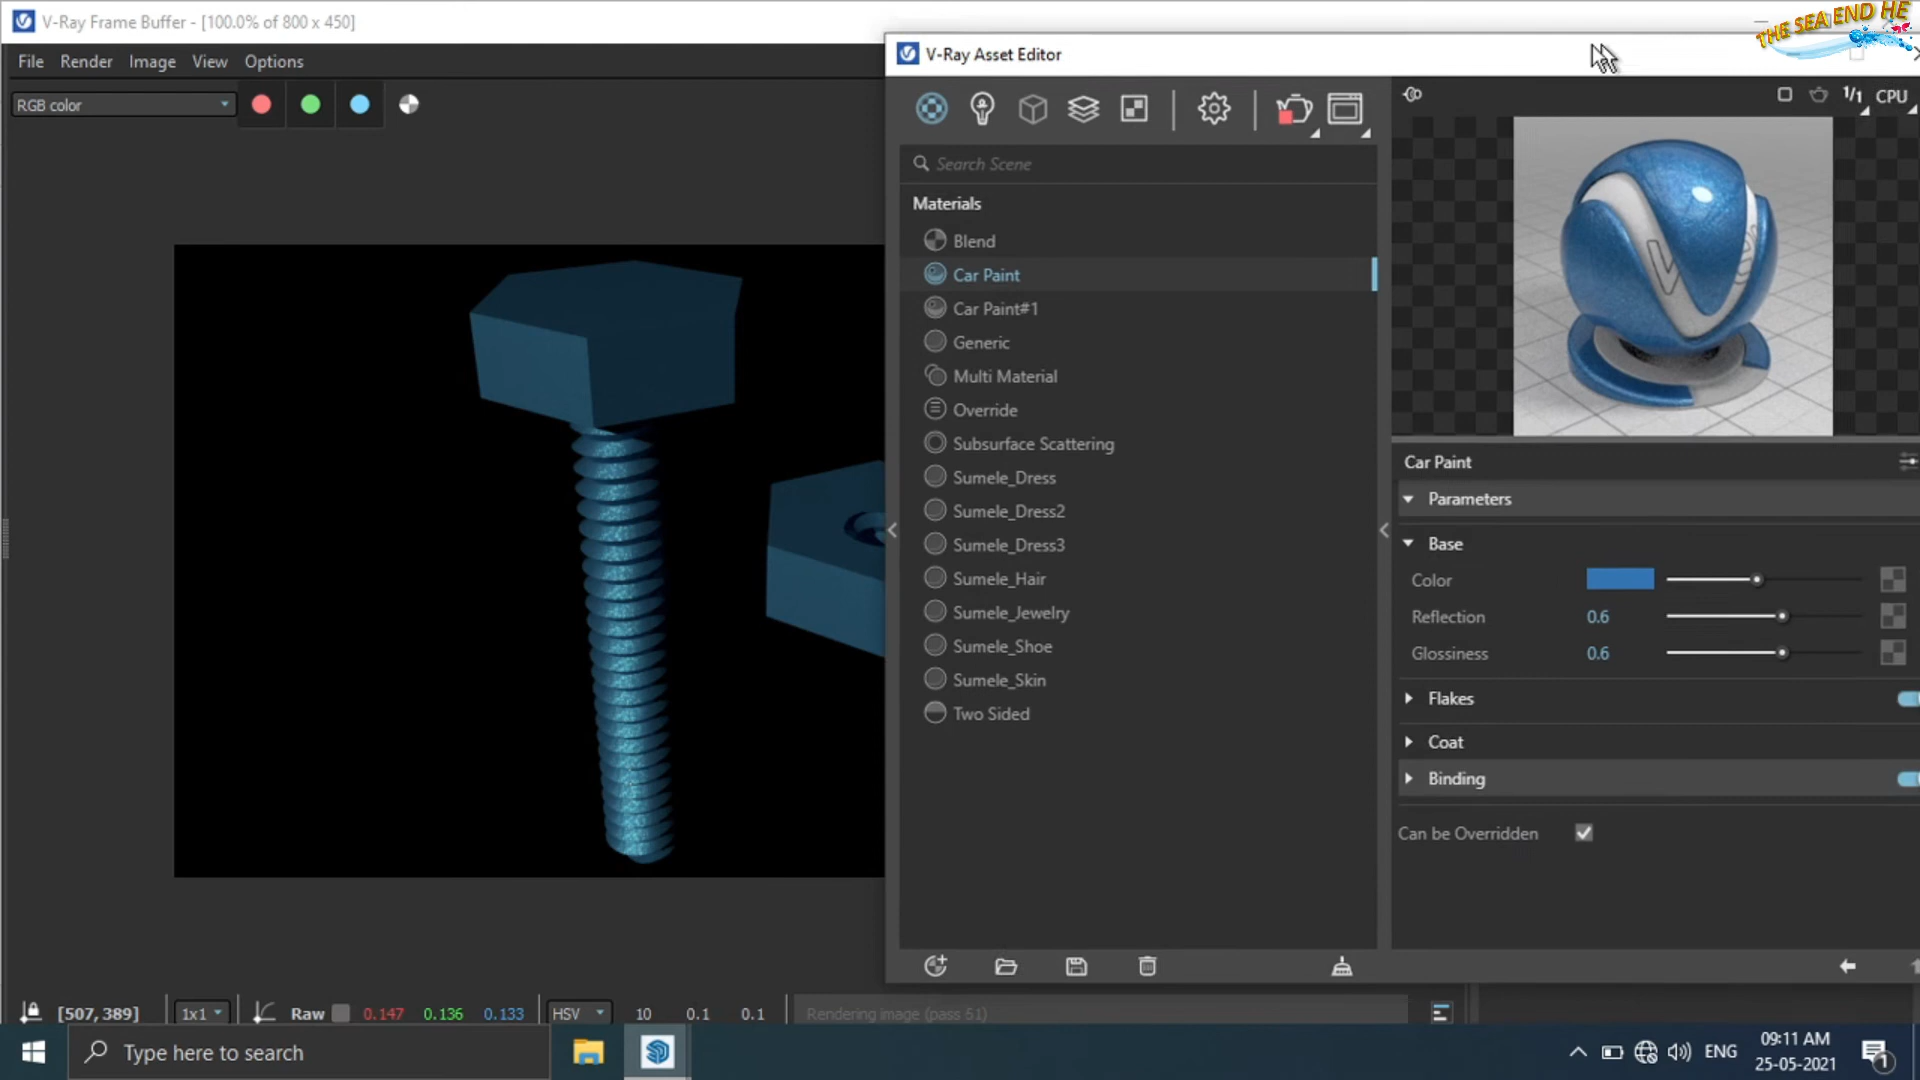 V-Ray Frame Buffer - [100.0% of 800 x 450]
THE SEA END HE
File Render Image View Options
V-Ray Asset Editor
RGB color
1/1 CPU
Search Scene
Materials
Blend
Car Paint
Car Paint#1
Generic
Multi Material
Override
Subsurface Scattering
Sumele_Dress
Sumele_Dress2
Sumele_Dress3
Sumele_Hair
Sumele_Jewelry
Sumele_Shoe
Sumele_Skin
Two Sided
Car Paint
Parameters
Base
Color
Reflection 0.6
Glossiness 0.6
Flakes
Coat
Binding
Can be Overridden
[507, 389] 1x1 Raw 0.147 0.136 0.133 HSV 10 0.1 0.1 Rendering image (pass 51)
Type here to search
ENG
09:11 AM
25-05-2021
1